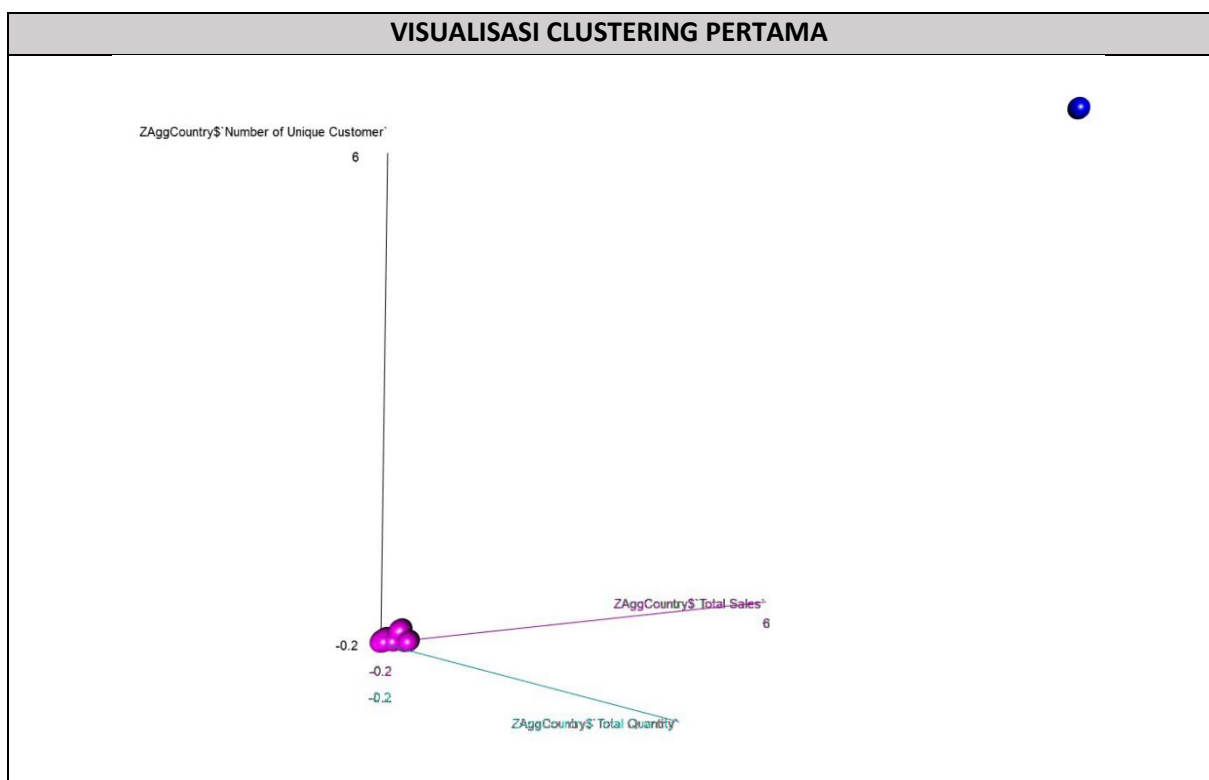 VISUALISASI CLUSTERING PERTAMA
ZAggCountry$`Number of Unique Customer`
6
ZAggCountry$`Total Sales`
6
-0.2
-0.2
-0.2
ZAggCountry$`Total Quantity`